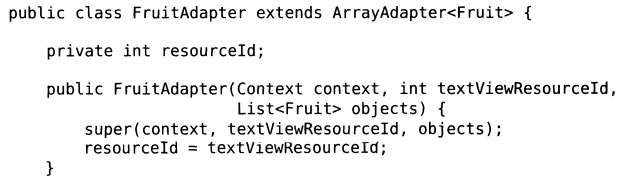 public class FruitAdapter extends ArrayAdapter<Fruit> {
private int resourceId;
public FruitAdapter(Context context, int textViewResourceId,
List<Fruit> objects) {
super(context, textViewResourceId, objects);
resourceId = textViewResourceId;
}